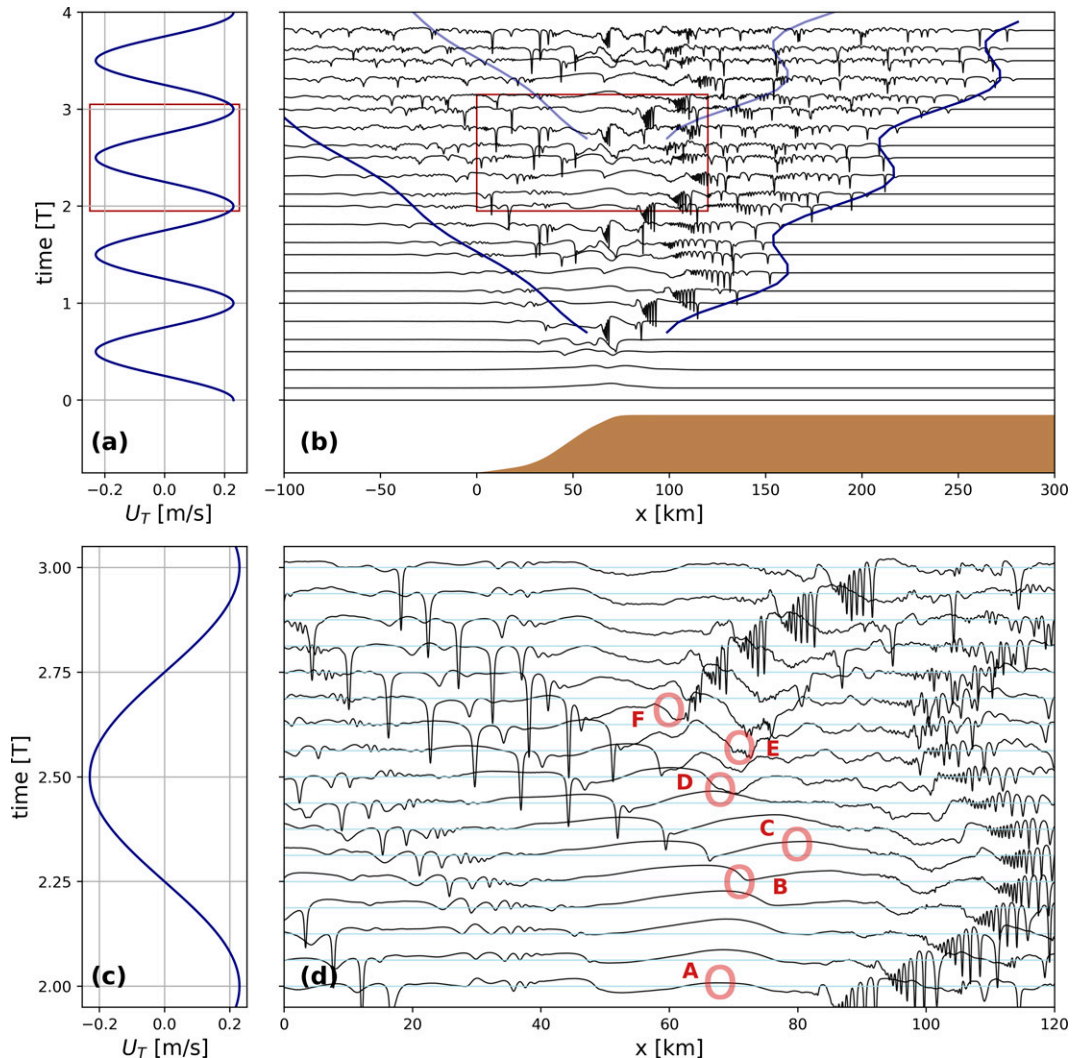 4
3
2
1
0
time [T]
(a)
−0.2 0.0 0.2
U_T [m/s]
(b)
−100 −50 0 50 100 150 200 250 300
x [km]
3.00
2.75
2.50
2.25
2.00
time [T]
(c)
−0.2 0.0 0.2
U_T [m/s]
F
E
D
C
B
A
(d)
0 20 40 60 80 100 120
x [km]